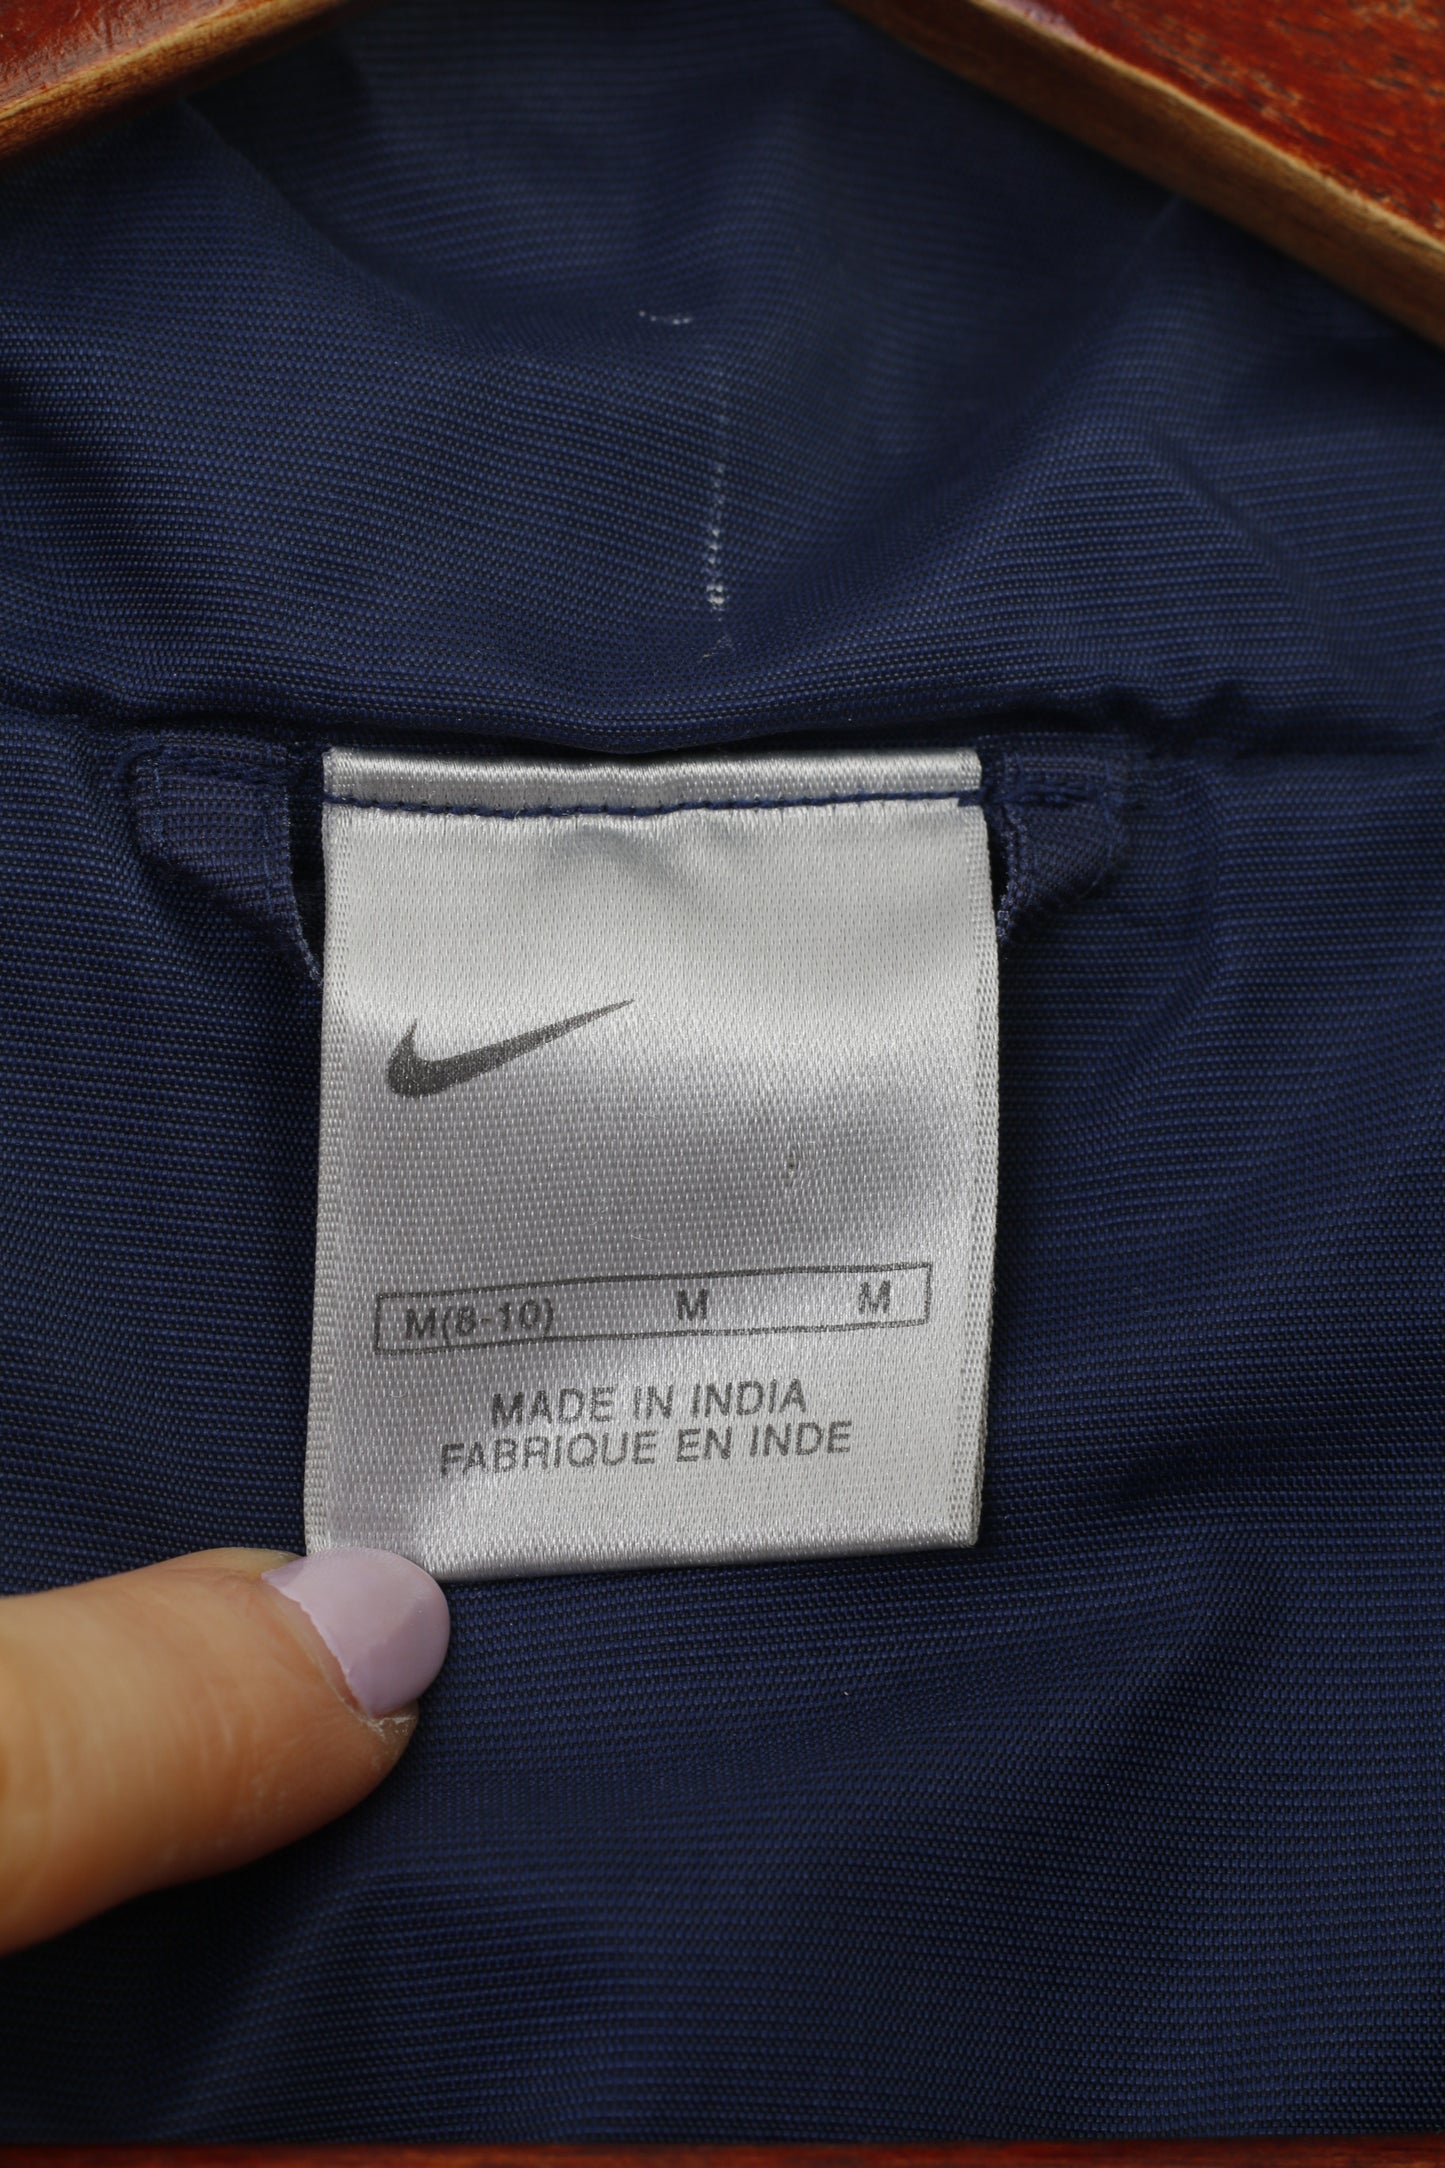 M(8-10) M M
MADE IN INDIA
FABRIQUE EN INDE